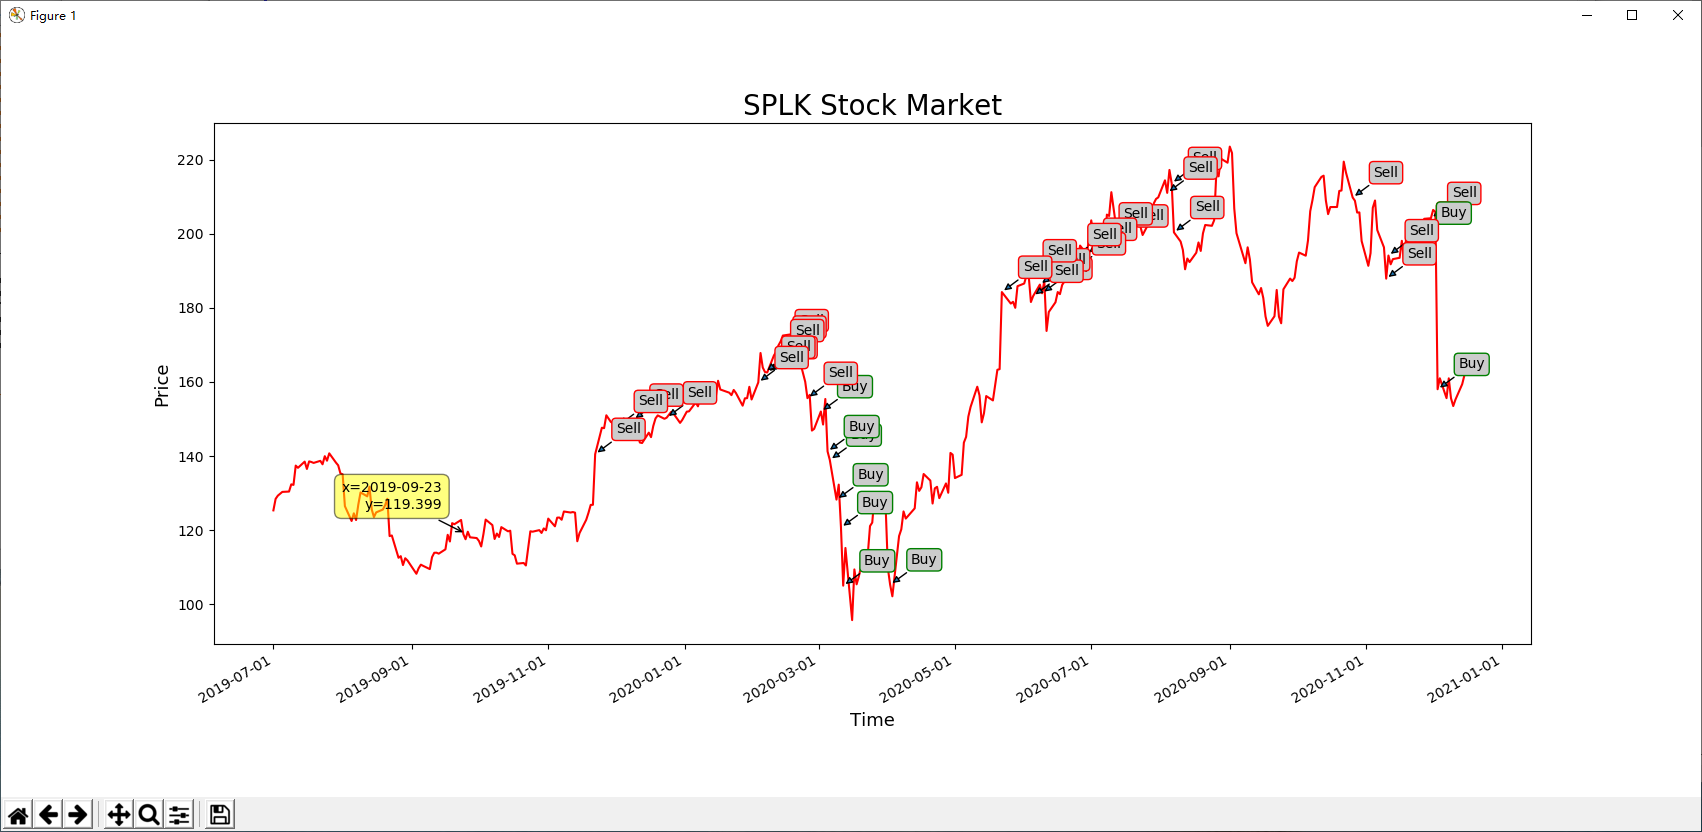 Figure 1
SPLK Stock Market
Price
220
200
180
160
140
120
100
x=2019-09-23
y=119.399
Sell
Sell
Sell
Sell
Sell
Sell
Sell
Sell
Sell
Buy
Buy
Buy
Buy
Buy
Buy
Buy
Sell
Sell
Sell
Sell
Sell
Sell
Sell
Sell
Sell
Sell
Sell
Buy
Sell
Sell
Buy
2019-07-01
2019-09-01
2019-11-01
2020-01-01
2020-03-01
2020-05-01
2020-07-01
2020-09-01
2020-11-01
2021-01-01
Time